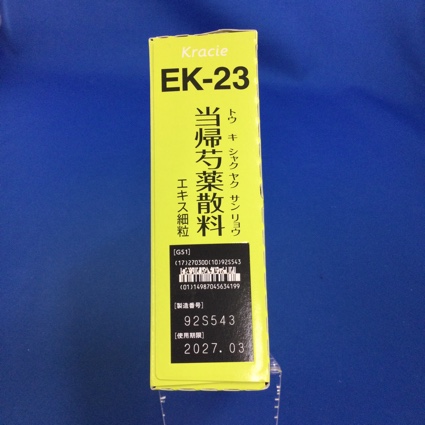 Kracie
EK-23
当帰芍薬散料
トウ キ シャク ヤク サン リョウ
エキス細粒
[GS1]
(17)270300(10)92S543
(01)14987045634199
[製造番号]
92S543
[使用期限]
2027.03